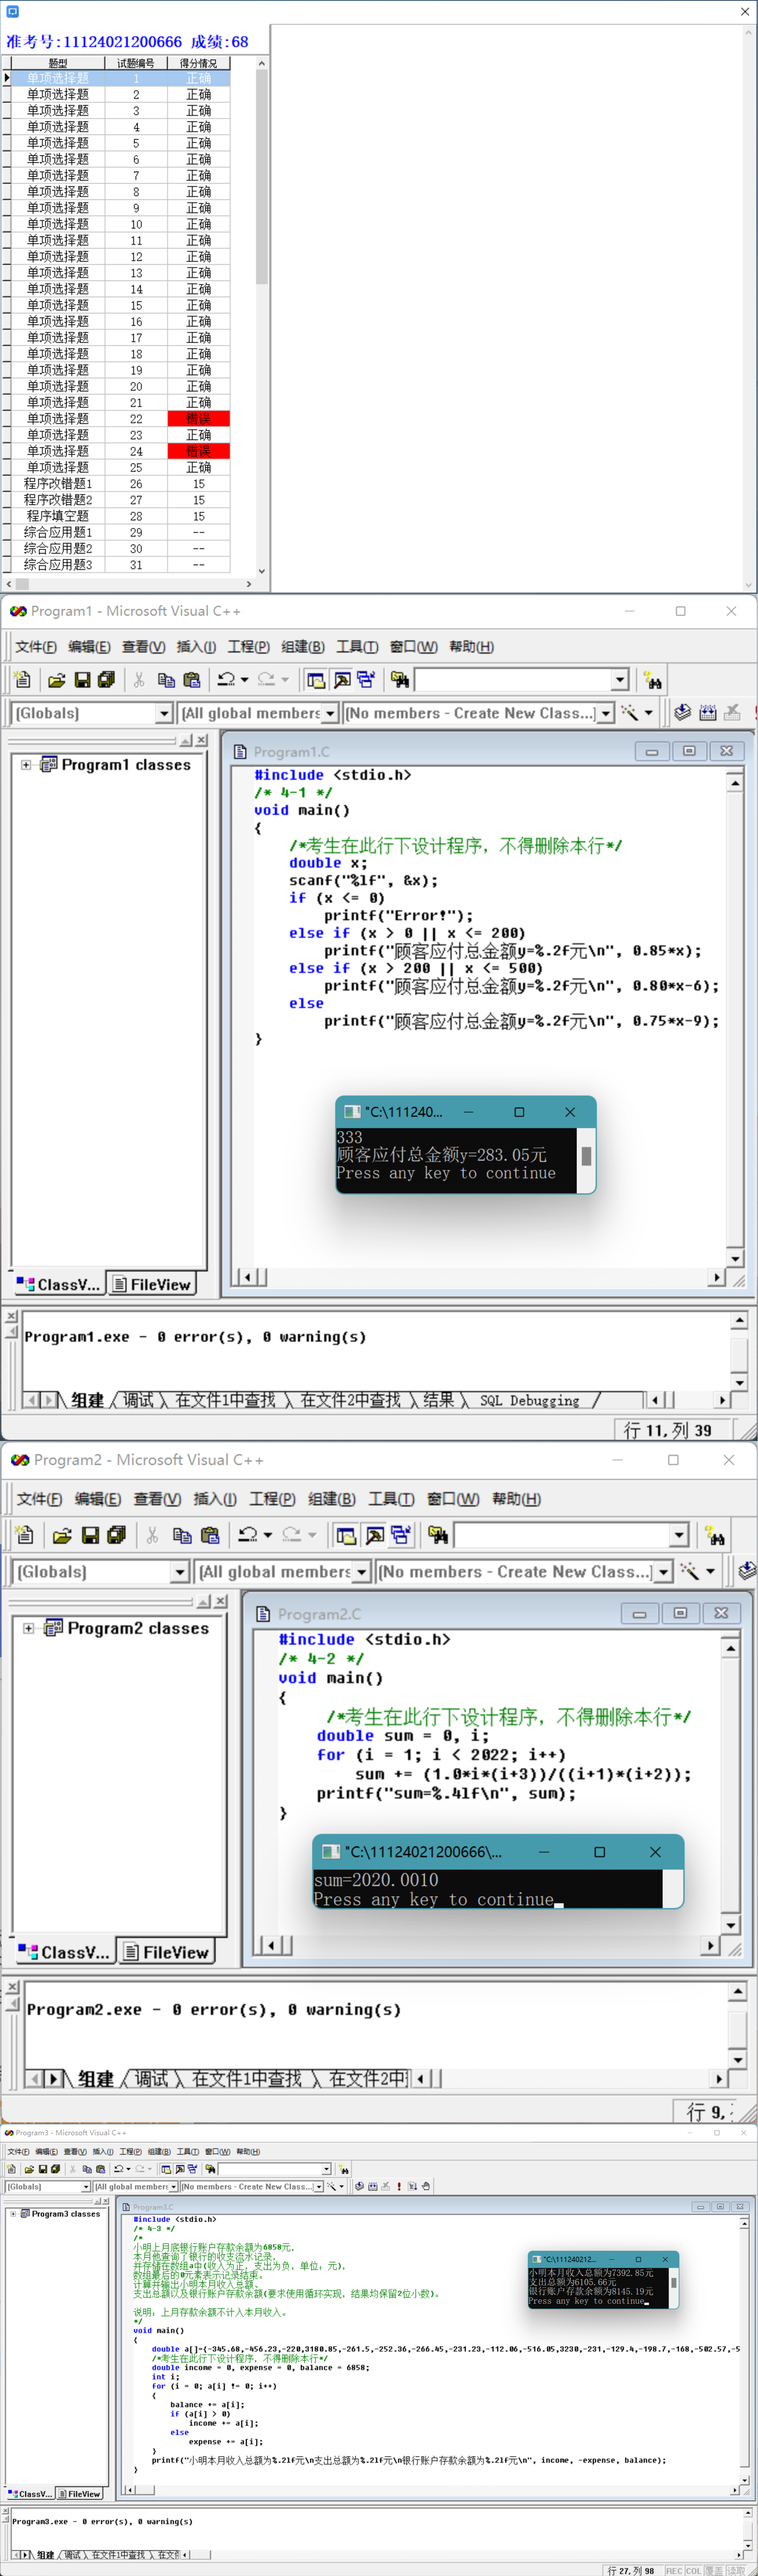 准考号:11124021200666 成绩:68
题型 试题编号 得分情况
单项选择题 1 正确
单项选择题 2 正确
单项选择题 3 正确
单项选择题 4 正确
单项选择题 5 正确
单项选择题 6 正确
单项选择题 7 正确
单项选择题 8 正确
单项选择题 9 正确
单项选择题 10 正确
单项选择题 11 正确
单项选择题 12 正确
单项选择题 13 正确
单项选择题 14 正确
单项选择题 15 正确
单项选择题 16 正确
单项选择题 17 正确
单项选择题 18 正确
单项选择题 19 正确
单项选择题 20 正确
单项选择题 21 正确
单项选择题 22 错误
单项选择题 23 正确
单项选择题 24 错误
单项选择题 25 正确
程序改错题1 26 15
程序改错题2 27 15
程序填空题 28 15
综合应用题1 29 --
综合应用题2 30 --
综合应用题3 31 --
Program1 - Microsoft Visual C++
文件(F) 编辑(E) 查看(V) 插入(I) 工程(P) 组建(B) 工具(T) 窗口(W) 帮助(H)
(Globals) (All global members (No members - Create New Class...)
Program1 classes
Program1.C
#include <stdio.h>
/* 4-1 */
void main()
{
/*考生在此行下设计程序，不得删除本行*/
double x;
scanf("%lf", &x);
if (x <= 0)
printf("Error!");
else if (x > 0 || x <= 200)
printf("顾客应付总金额y=%.2f元\n", 0.85*x);
else if (x > 200 || x <= 500)
printf("顾客应付总金额y=%.2f元\n", 0.80*x-6);
else
printf("顾客应付总金额y=%.2f元\n", 0.75*x-9);
}
"C:\111240...
333
顾客应付总金额y=283.05元
Press any key to continue
ClassV... FileView
Program1.exe - 0 error(s), 0 warning(s)
组建 调试 在文件1中查找 在文件2中查找 结果 SQL Debugging
行 11, 列 39
Program2 - Microsoft Visual C++
文件(F) 编辑(E) 查看(V) 插入(I) 工程(P) 组建(B) 工具(T) 窗口(W) 帮助(H)
(Globals) (All global members (No members - Create New Class...)
Program2 classes
Program2.C
#include <stdio.h>
/* 4-2 */
void main()
{
/*考生在此行下设计程序，不得删除本行*/
double sum = 0, i;
for (i = 1; i < 2022; i++)
sum += (1.0*i*(i+3))/((i+1)*(i+2));
printf("sum=%.4lf\n", sum);
}
"C:\11124021200666\...
sum=2020.0010
Press any key to continue
ClassV... FileView
Program2.exe - 0 error(s), 0 warning(s)
组建 调试 在文件1中查找 在文件2中
行 9,
Program3 - Microsoft Visual C++
文件(F) 编辑(E) 查看(V) 插入(I) 工程(P) 组建(B) 工具(T) 窗口(W) 帮助(H)
(Globals) (All global members (No members - Create New Class...)
Program3 classes
Program3.C
#include <stdio.h>
/* 4-3 */
/*
小明上月底银行账户存款余额为6858元，
本月他查询了银行的收支流水记录，
并存储在数组a中(收入为正，支出为负，单位：元)，
数组最后的0元素表示记录结束。
计算并输出小明本月收入总额、
支出总额以及银行账户存款余额(要求使用循环实现，结果均保留2位小数)。
说明：上月存款余额不计入本月收入。
*/
void main()
{
double a[]={-345.68,-456.23,-220,3180.85,-261.5,-252.36,-266.45,-231.23,-112.06,-516.05,3230,-231,-129.4,-198.7,-168,-502.57,-5
/*考生在此行下设计程序，不得删除本行*/
double income = 0, expense = 0, balance = 6858;
int i;
for (i = 0; a[i] != 0; i++)
{
balance += a[i];
if (a[i] > 0)
income += a[i];
else
expense += a[i];
}
printf("小明本月收入总额为%.2lf元\n支出总额为%.2lf元\n银行账户存款余额为%.2lf元\n", income, -expense, balance);
}
"C:\111240212...
小明本月收入总额为7392.85元
支出总额为6105.66元
银行账户存款余额为8145.19元
Press any key to continue
ClassV... FileView
Program3.exe - 0 error(s), 0 warning(s)
组建 调试 在文件1中查找 在文
行 27, 列 98 REC COL 覆盖 读取